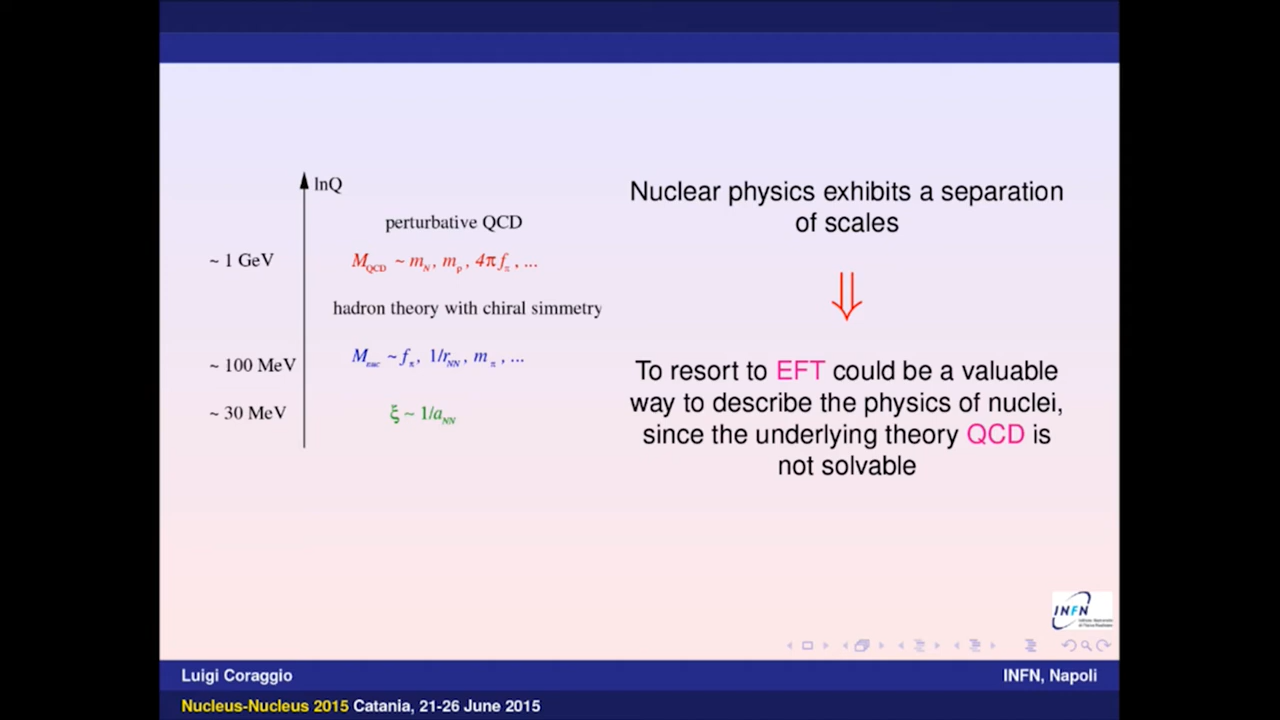 lnQ
perturbative QCD
~ 1 GeV
M_QCD ~ m_N, m_ρ, 4π f_π, ...
hadron theory with chiral simmetry
~ 100 MeV
M_nuc ~ f_π, 1/r_NN, m_π, ...
~ 30 MeV
ξ ~ 1/a_NN
Nuclear physics exhibits a separation
of scales
⇓
To resort to EFT could be a valuable
way to describe the physics of nuclei,
since the underlying theory QCD is
not solvable
INFN
Luigi Coraggio
INFN, Napoli
Nucleus-Nucleus 2015 Catania, 21-26 June 2015